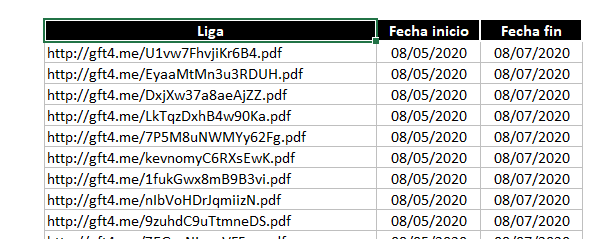 Liga Fecha inicio Fecha fin
http://gft4.me/U1vw7FhvjiKr6B4.pdf 08/05/2020 08/07/2020
http://gft4.me/EyaaMtMn3u3RDUH.pdf 08/05/2020 08/07/2020
http://gft4.me/DxjXw37a8aeAjZZ.pdf 08/05/2020 08/07/2020
http://gft4.me/LkTqzDxhB4w90Ka.pdf 08/05/2020 08/07/2020
http://gft4.me/7P5M8uNWMYy62Fg.pdf 08/05/2020 08/07/2020
http://gft4.me/kevnomyC6RXsEwK.pdf 08/05/2020 08/07/2020
http://gft4.me/1fukGwx8mB9B3vi.pdf 08/05/2020 08/07/2020
http://gft4.me/nIbVoHDrJqmiizN.pdf 08/05/2020 08/07/2020
http://gft4.me/9zuhdC9uTtmneDS.pdf 08/05/2020 08/07/2020